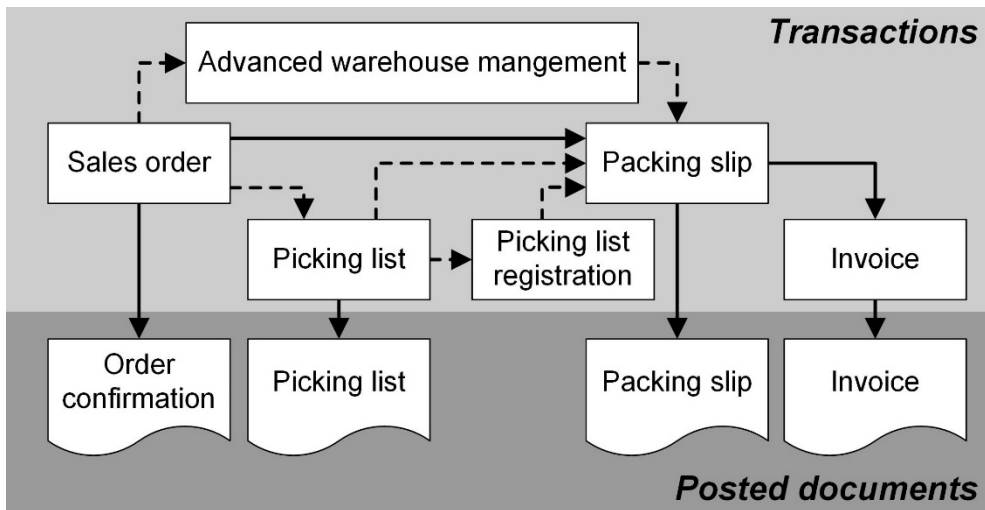 Transactions
Advanced warehouse mangement
Sales order
Packing slip
Picking list
Picking list
registration
Invoice
Order
confirmation
Picking list
Packing slip
Invoice
Posted documents